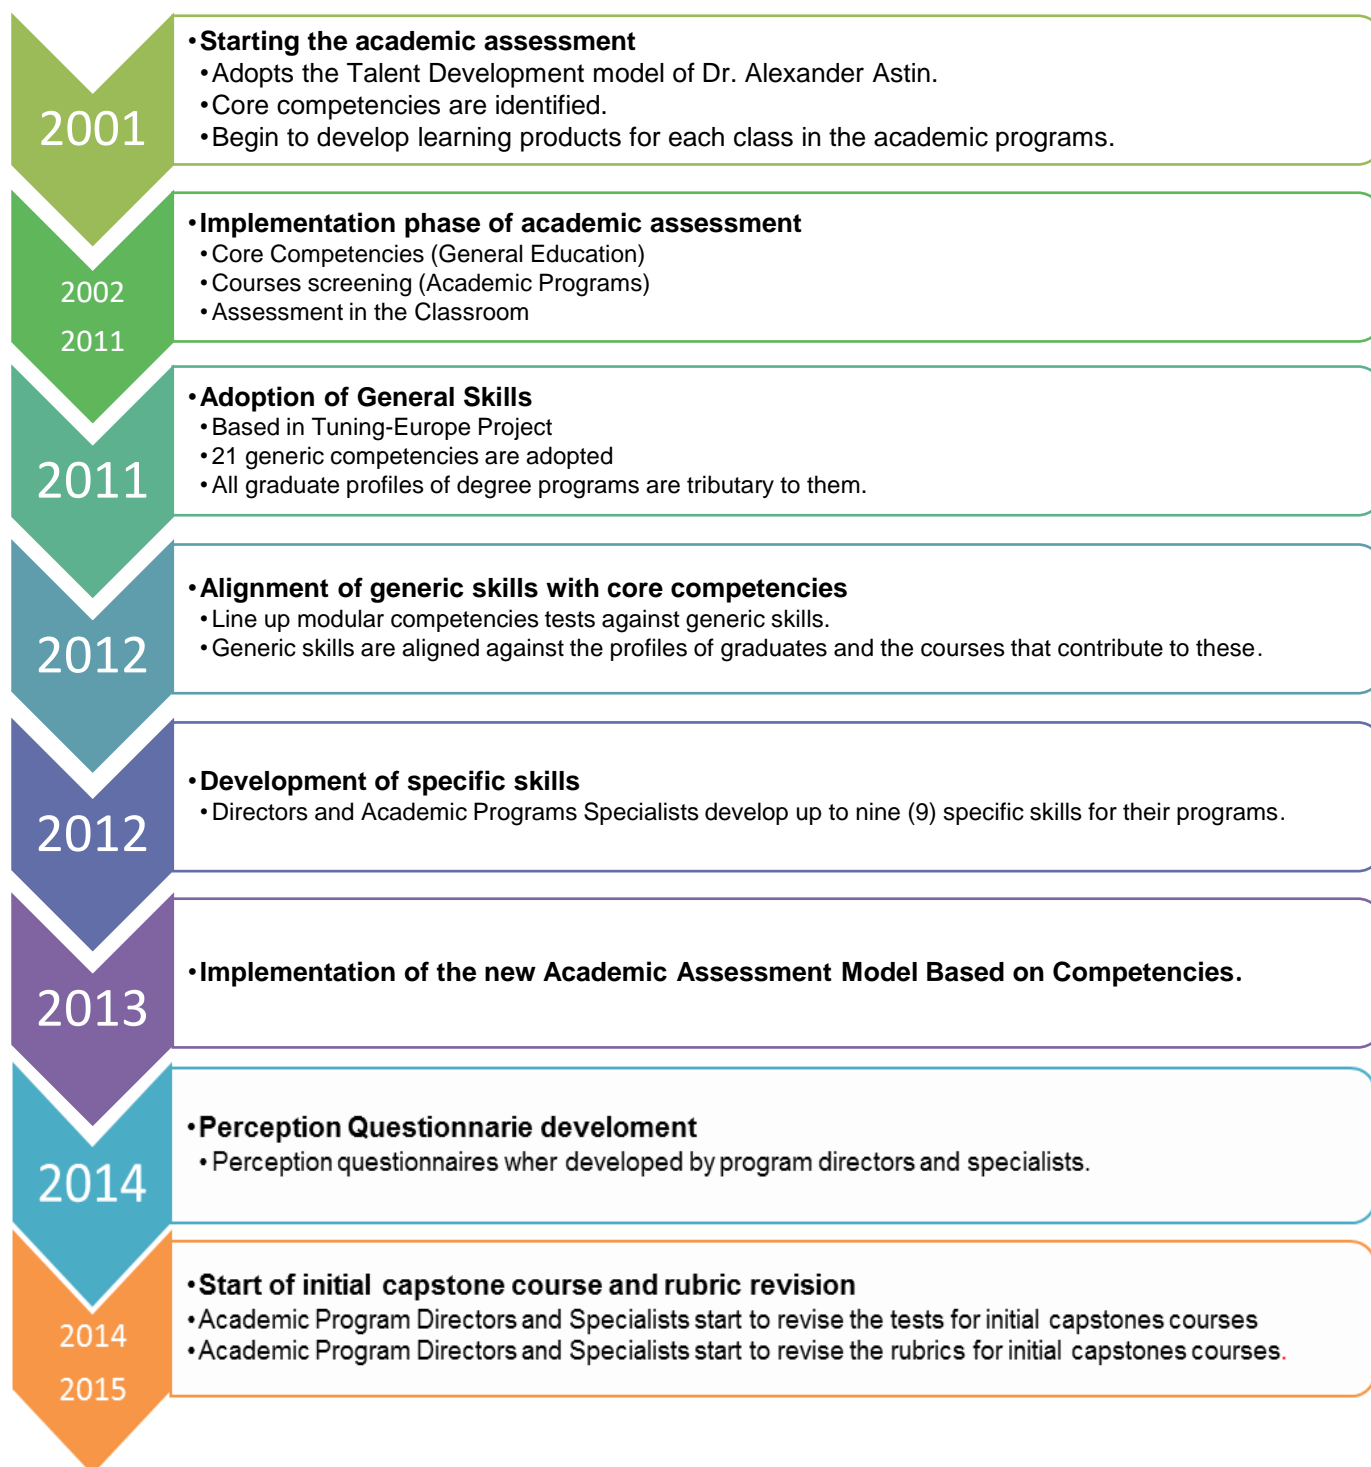 2001
•Starting the academic assessment
•Adopts the Talent Development model of Dr. Alexander Astin.
•Core competencies are identified.
•Begin to develop learning products for each class in the academic programs.
2002
2011
•Implementation phase of academic assessment
•Core Competencies (General Education)
•Courses screening (Academic Programs)
•Assessment in the Classroom
2011
•Adoption of General Skills
•Based in Tuning-Europe Project
•21 generic competencies are adopted
•All graduate profiles of degree programs are tributary to them.
2012
•Alignment of generic skills with core competencies
•Line up modular competencies tests against generic skills.
•Generic skills are aligned against the profiles of graduates and the courses that contribute to these.
2012
•Development of specific skills
•Directors and Academic Programs Specialists develop up to nine (9) specific skills for their programs.
2013
•Implementation of the new Academic Assessment Model Based on Competencies.
2014
•Perception Questionnarie develoment
•Perception questionnaires wher developed by program directors and specialists.
2014
2015
•Start of initial capstone course and rubric revision
•Academic Program Directors and Specialists start to revise the tests for initial capstones courses
•Academic Program Directors and Specialists start to revise the rubrics for initial capstones courses.